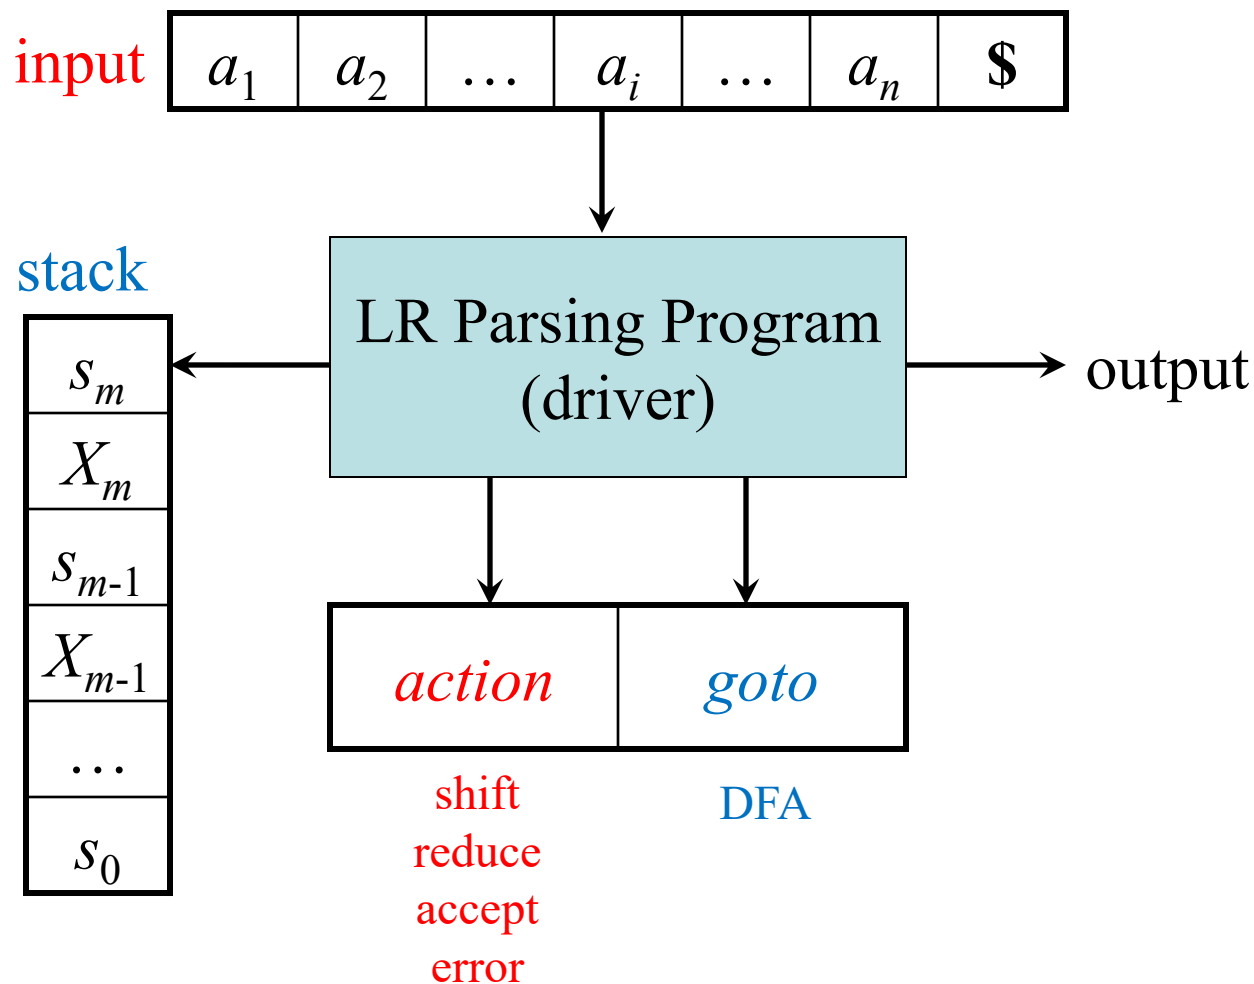 input a₁ a₂ … aᵢ … aₙ $
stack
LR Parsing Program
(driver)
output
sₘ
Xₘ
sₘ₋₁
Xₘ₋₁
…
s₀
action goto
shift
reduce
accept
error
DFA